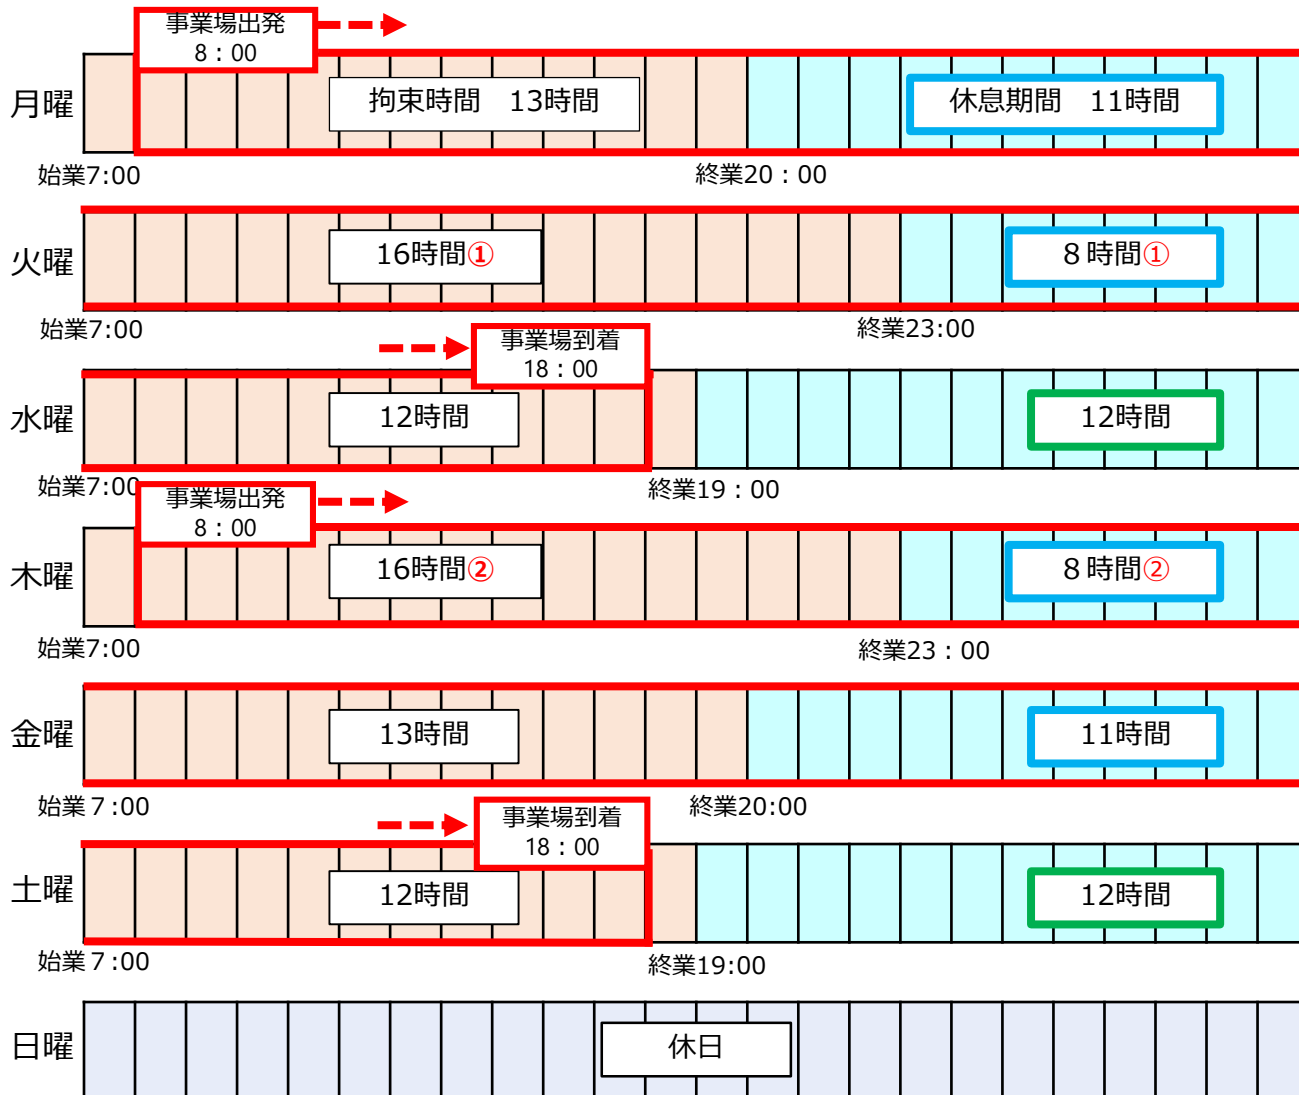 事業場出発
8：00
月曜
拘束時間　13時間
休息期間　11時間
始業7:00
終業20：00
火曜
16時間①
８時間①
始業7:00
終業23:00
事業場到着
18：00
水曜
12時間
12時間
始業7:00
終業19：00
事業場出発
8：00
木曜
16時間②
８時間②
始業7:00
終業23：00
金曜
13時間
11時間
始業７:00
終業20:00
事業場到着
18：00
土曜
12時間
12時間
始業７:00
終業19:00
日曜
休日